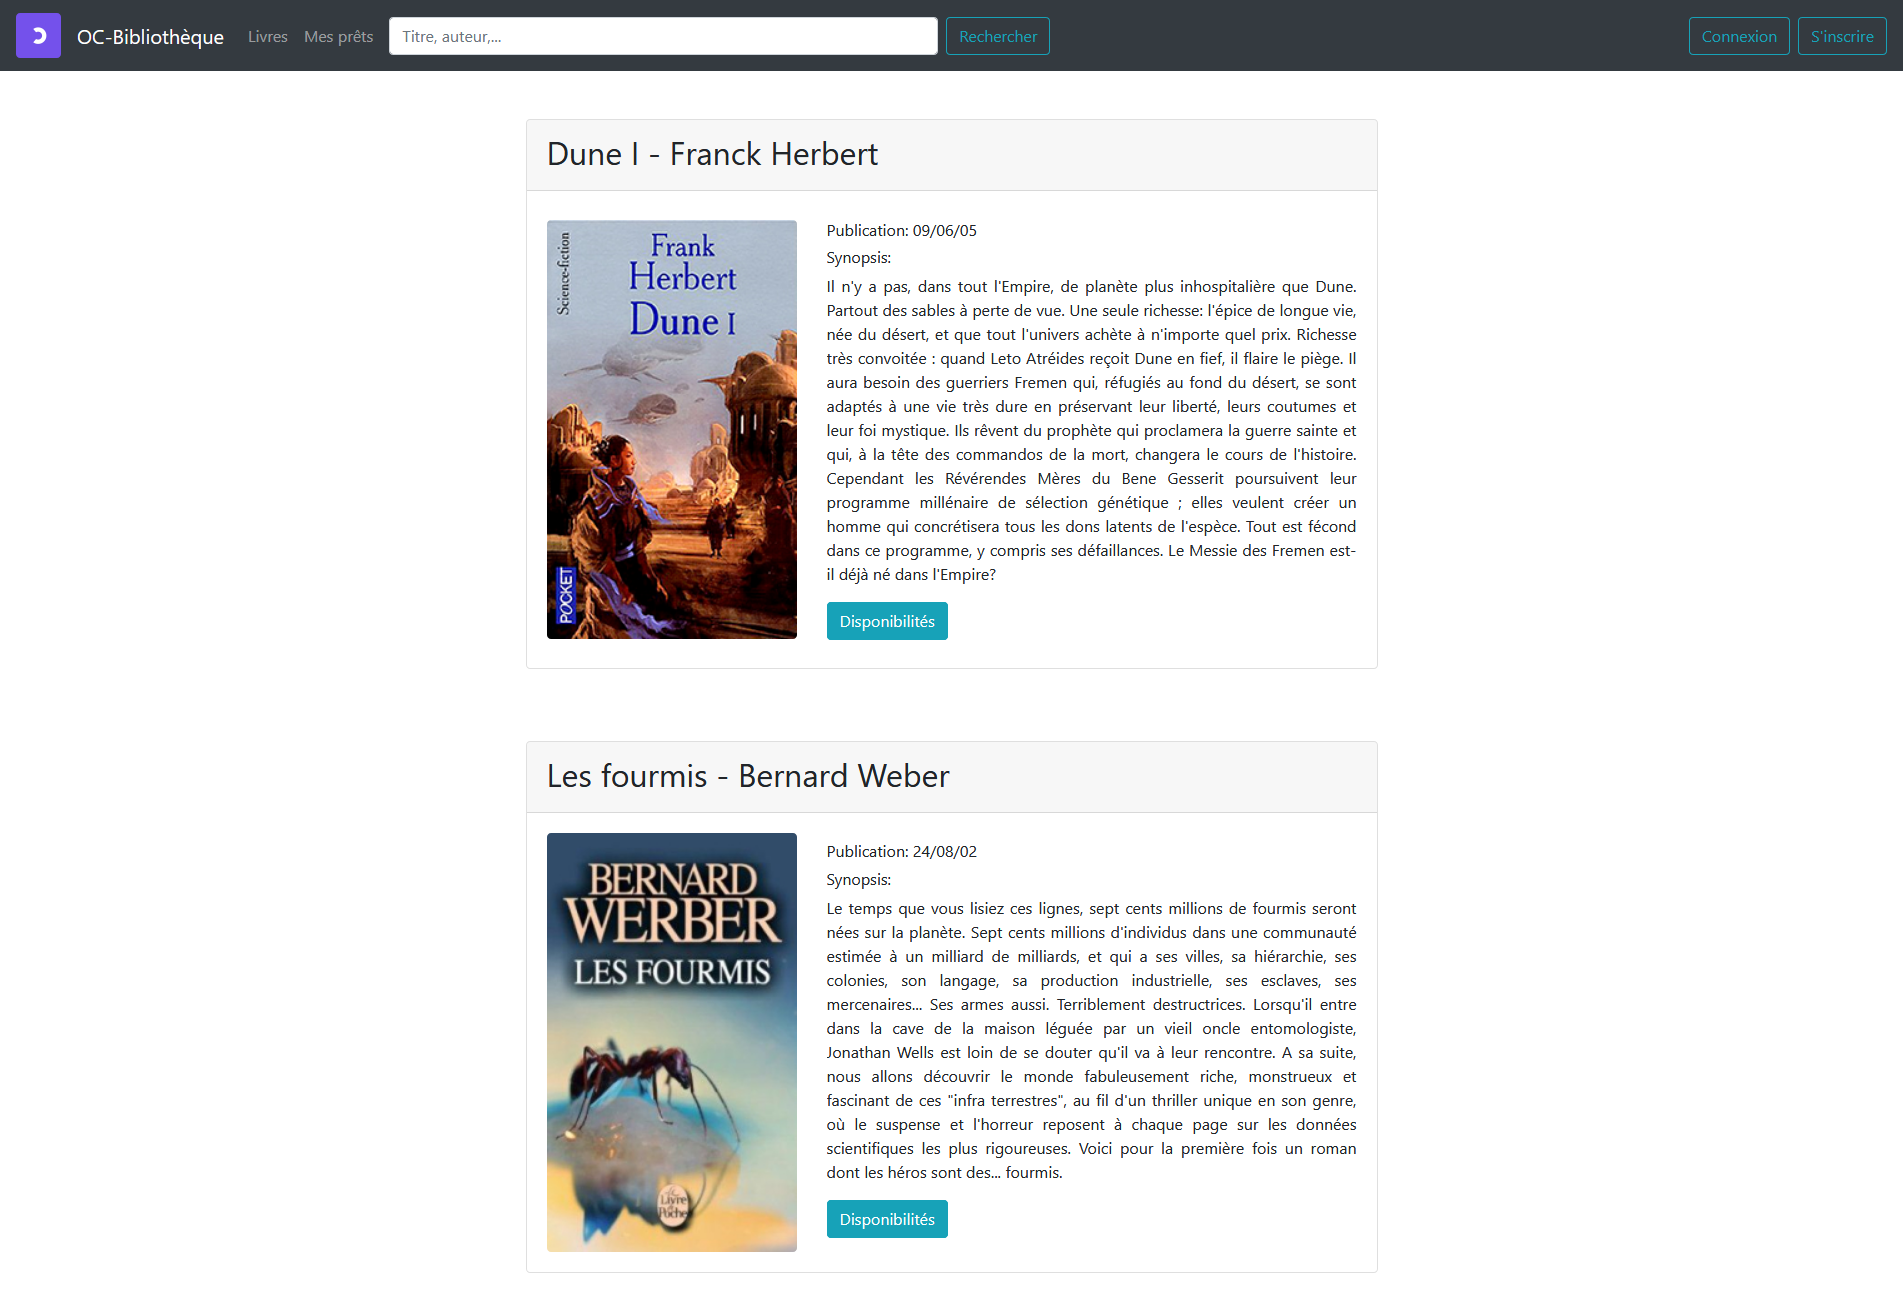 OC-Bibliothèque Livres Mes prêts Titre, auteur,... Rechercher Connexion S'inscrire
Dune I - Franck Herbert
Science-fiction
Frank
Herbert
Dune I
POCKET
Publication: 09/06/05
Synopsis:
Il n'y a pas, dans tout l'Empire, de planète plus inhospitalière que Dune.
Partout des sables à perte de vue. Une seule richesse: l'épice de longue vie,
née du désert, et que tout l'univers achète à n'importe quel prix. Richesse
très convoitée : quand Leto Atréides reçoit Dune en fief, il flaire le piège. Il
aura besoin des guerriers Fremen qui, réfugiés au fond du désert, se sont
adaptés à une vie très dure en préservant leur liberté, leurs coutumes et
leur foi mystique. Ils rêvent du prophète qui proclamera la guerre sainte et
qui, à la tête des commandos de la mort, changera le cours de l'histoire.
Cependant les Révérendes Mères du Bene Gesserit poursuivent leur
programme millénaire de sélection génétique ; elles veulent créer un
homme qui concrétisera tous les dons latents de l'espèce. Tout est fécond
dans ce programme, y compris ses défaillances. Le Messie des Fremen est-
il déjà né dans l'Empire?
Disponibilités
Les fourmis - Bernard Weber
BERNARD
WERBER
LES FOURMIS
Le
Livre
de
Poche
Publication: 24/08/02
Synopsis:
Le temps que vous lisiez ces lignes, sept cents millions de fourmis seront
nées sur la planète. Sept cents millions d'individus dans une communauté
estimée à un milliard de milliards, et qui a ses villes, sa hiérarchie, ses
colonies, son langage, sa production industrielle, ses esclaves, ses
mercenaires... Ses armes aussi. Terriblement destructrices. Lorsqu'il entre
dans la cave de la maison léguée par un vieil oncle entomologiste,
Jonathan Wells est loin de se douter qu'il va à leur rencontre. A sa suite,
nous allons découvrir le monde fabuleusement riche, monstrueux et
fascinant de ces "infra terrestres", au fil d'un thriller unique en son genre,
où le suspense et l'horreur reposent à chaque page sur les données
scientifiques les plus rigoureuses. Voici pour la première fois un roman
dont les héros sont des... fourmis.
Disponibilités